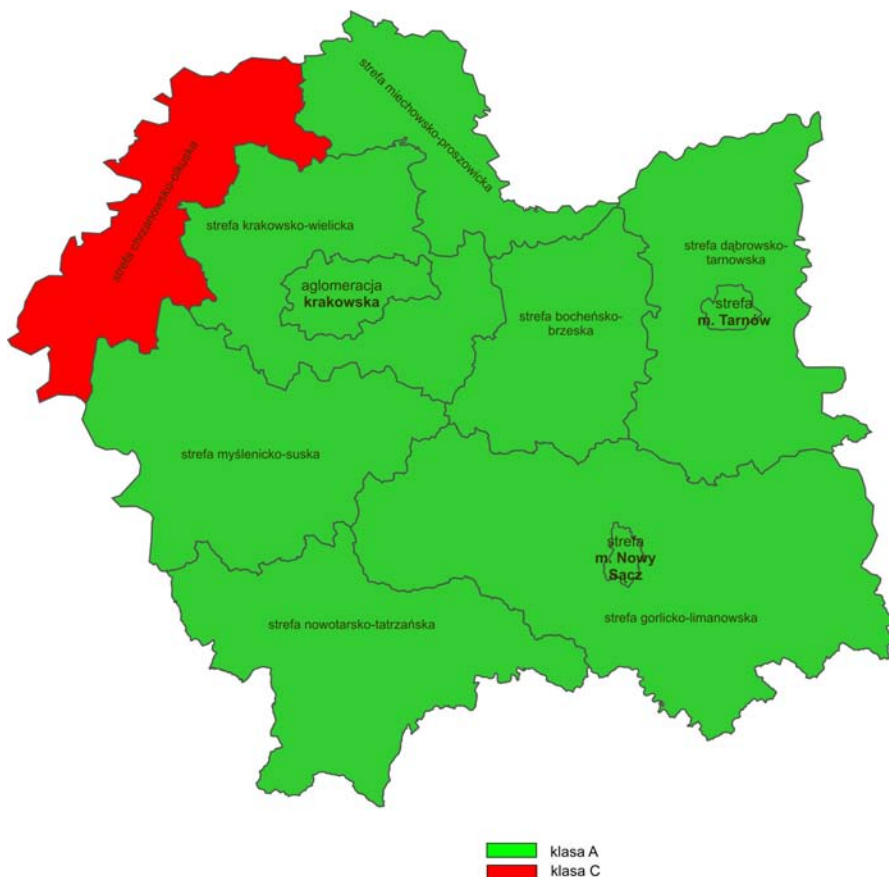 strefa miechowsko-proszowicka
strefa chrzanowsko-olkuska
strefa krakowsko-wielicka
aglomeracja
krakowska
strefa dąbrowsko-
tarnowska
strefa
m. Tarnów
strefa bocheńsko-
brzeska
strefa myślenicko-suska
strefa
m. Nowy
Sącz
strefa nowotarsko-tatrzańska
strefa gorlicko-limanowska
klasa A
klasa C